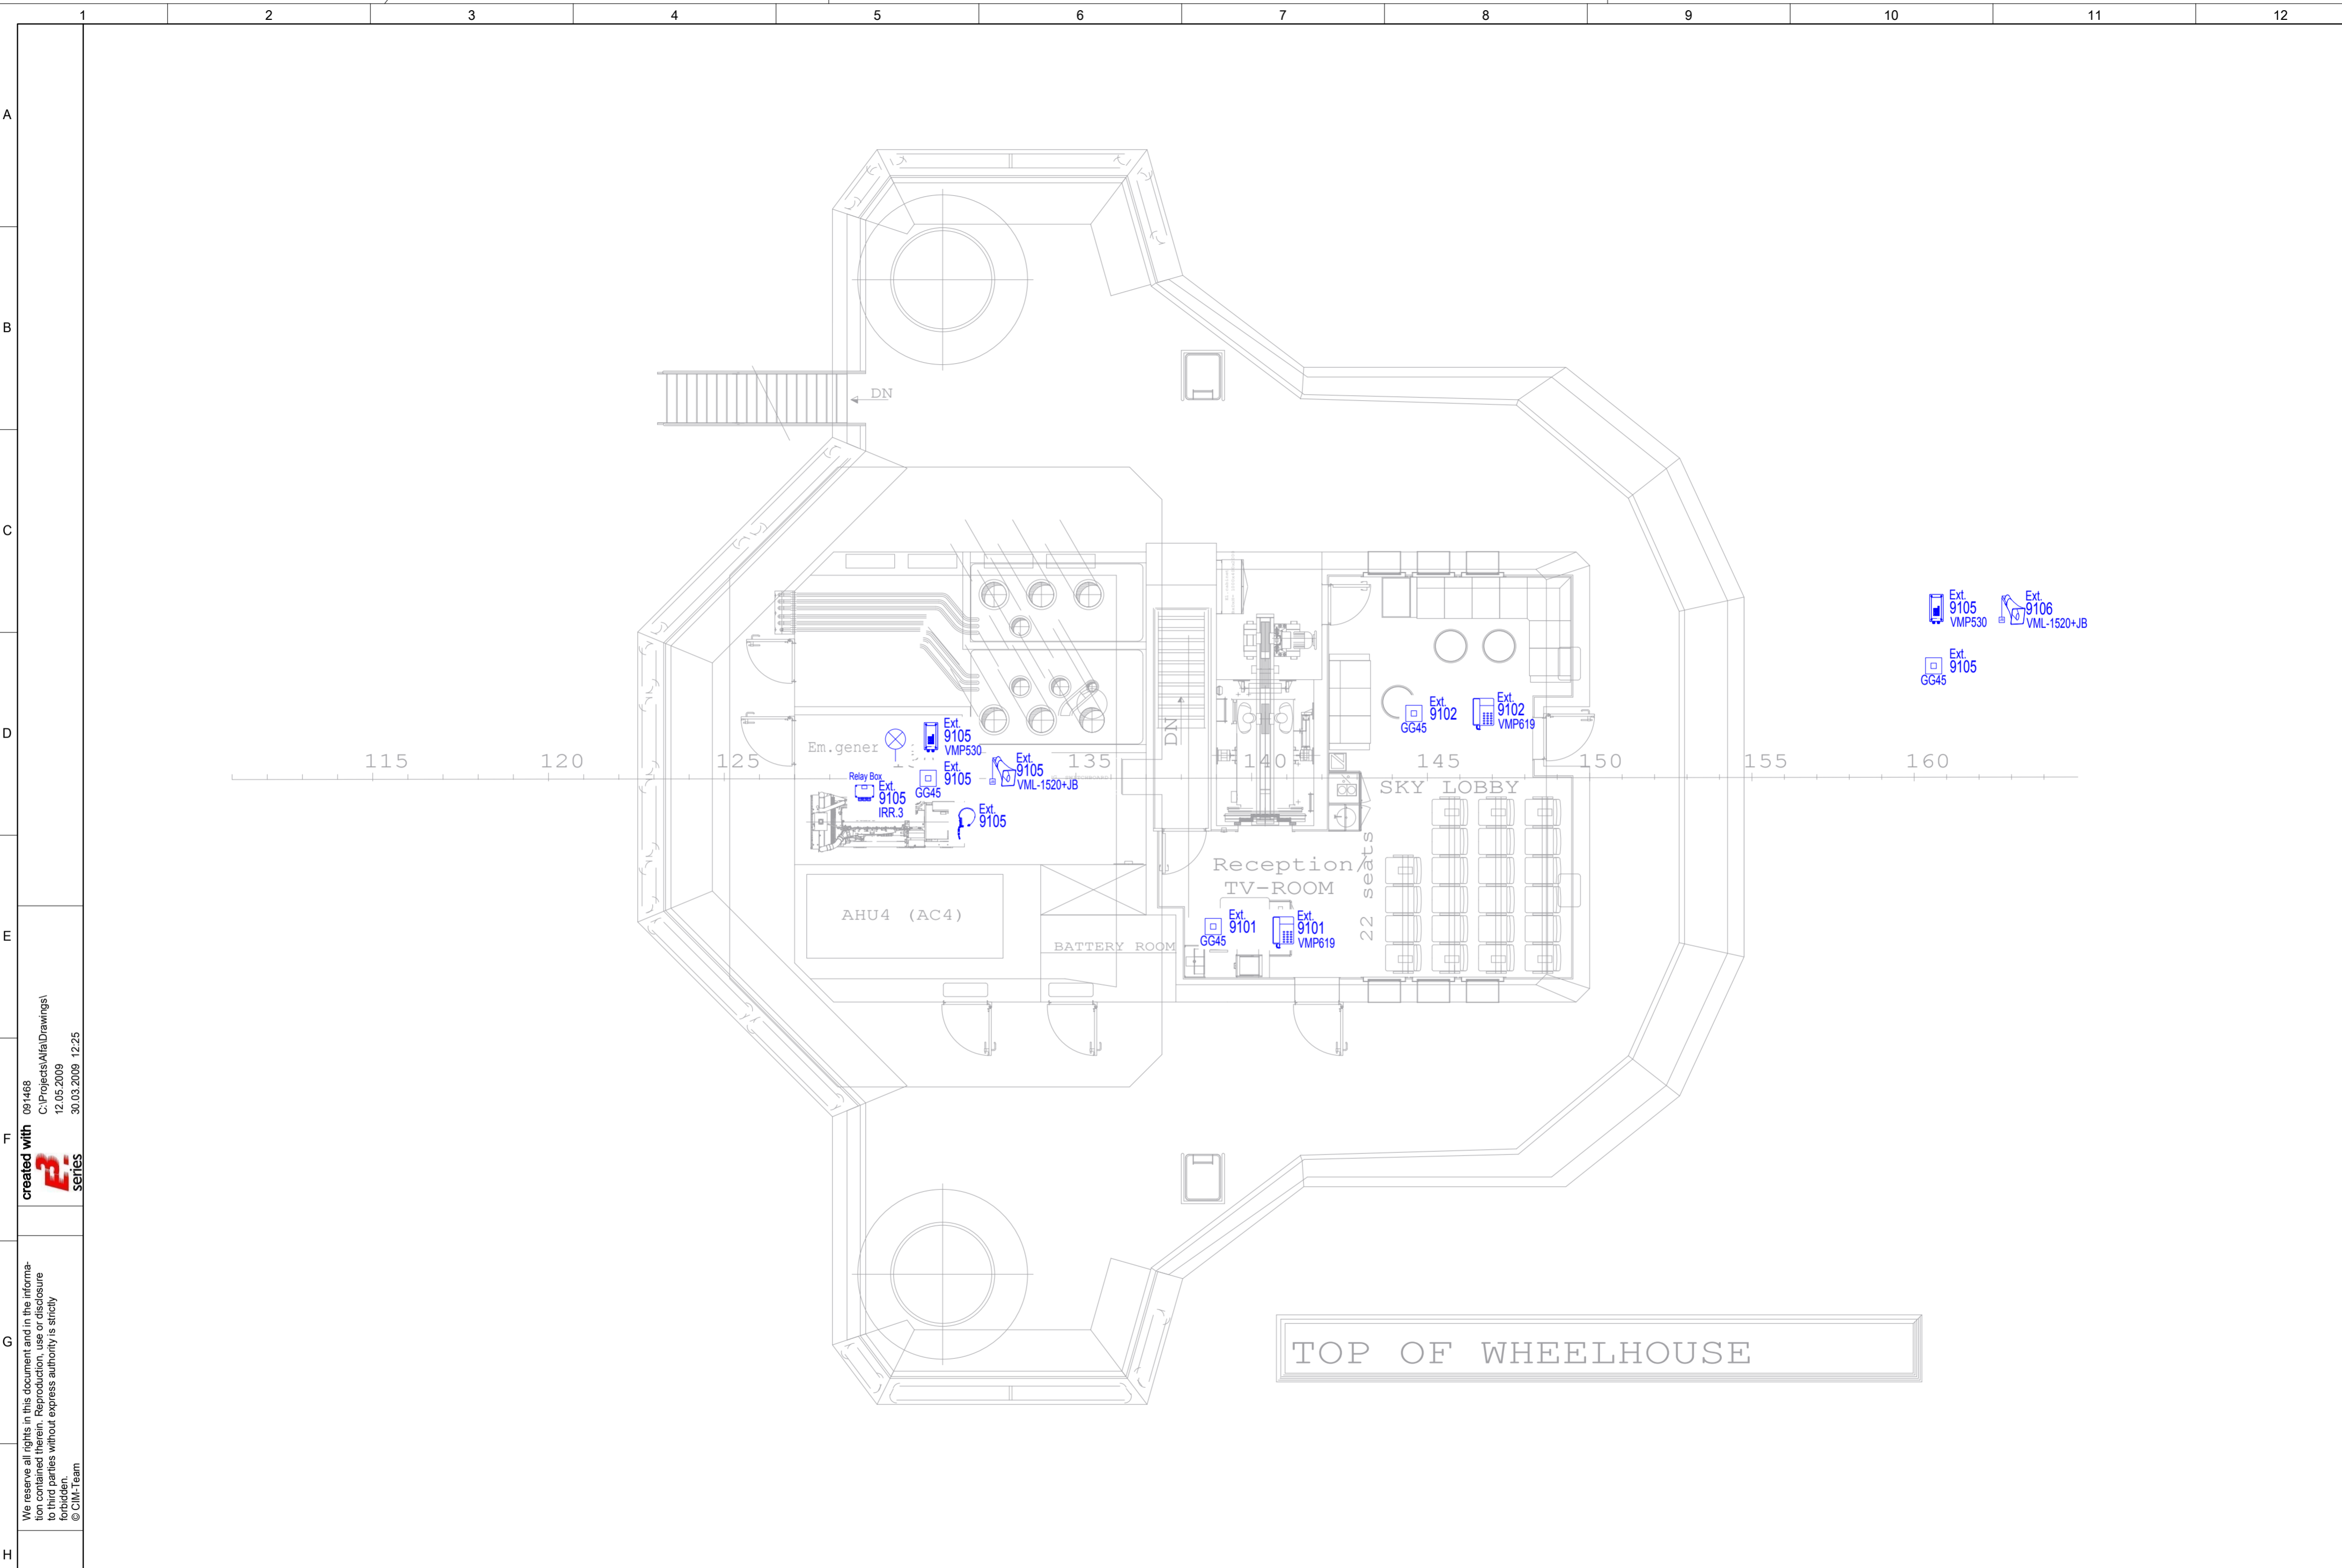 1 2 3 4 5 6 7 8 9 10 11 12
A
B
C
D
E
F
G
H
DN
Ext.
9105
VMP530
Ext.
9106
VML-1520+JB
Ext.
9105
GG45
Ext.
9102
GG45
Ext.
9102
VMP619
Em.gener
Ext.
9105
VMP530
Ext.
9105
GG45
Ext.
9105
VML-1520+JB
Relay Box
Ext.
9105
IRR.3
Ext.
9105
DN
115 120 125 135 140 145 150 155 160
SKY LOBBY
22 seats
Reception/
TV-ROOM
Ext.
9101
GG45
Ext.
9101
VMP619
AHU4 (AC4)
BATTERY ROOM
TOP OF WHEELHOUSE
created with
E3.
series
091468
C:\Projects\Alfa\Drawings\
12.05.2009
30.03.2009 12:25
We reserve all rights in this document and in the informa-
tion contained therein. Reproduction, use or disclosure
to third parties without express authority is strictly
forbidden.
© CIM-Team